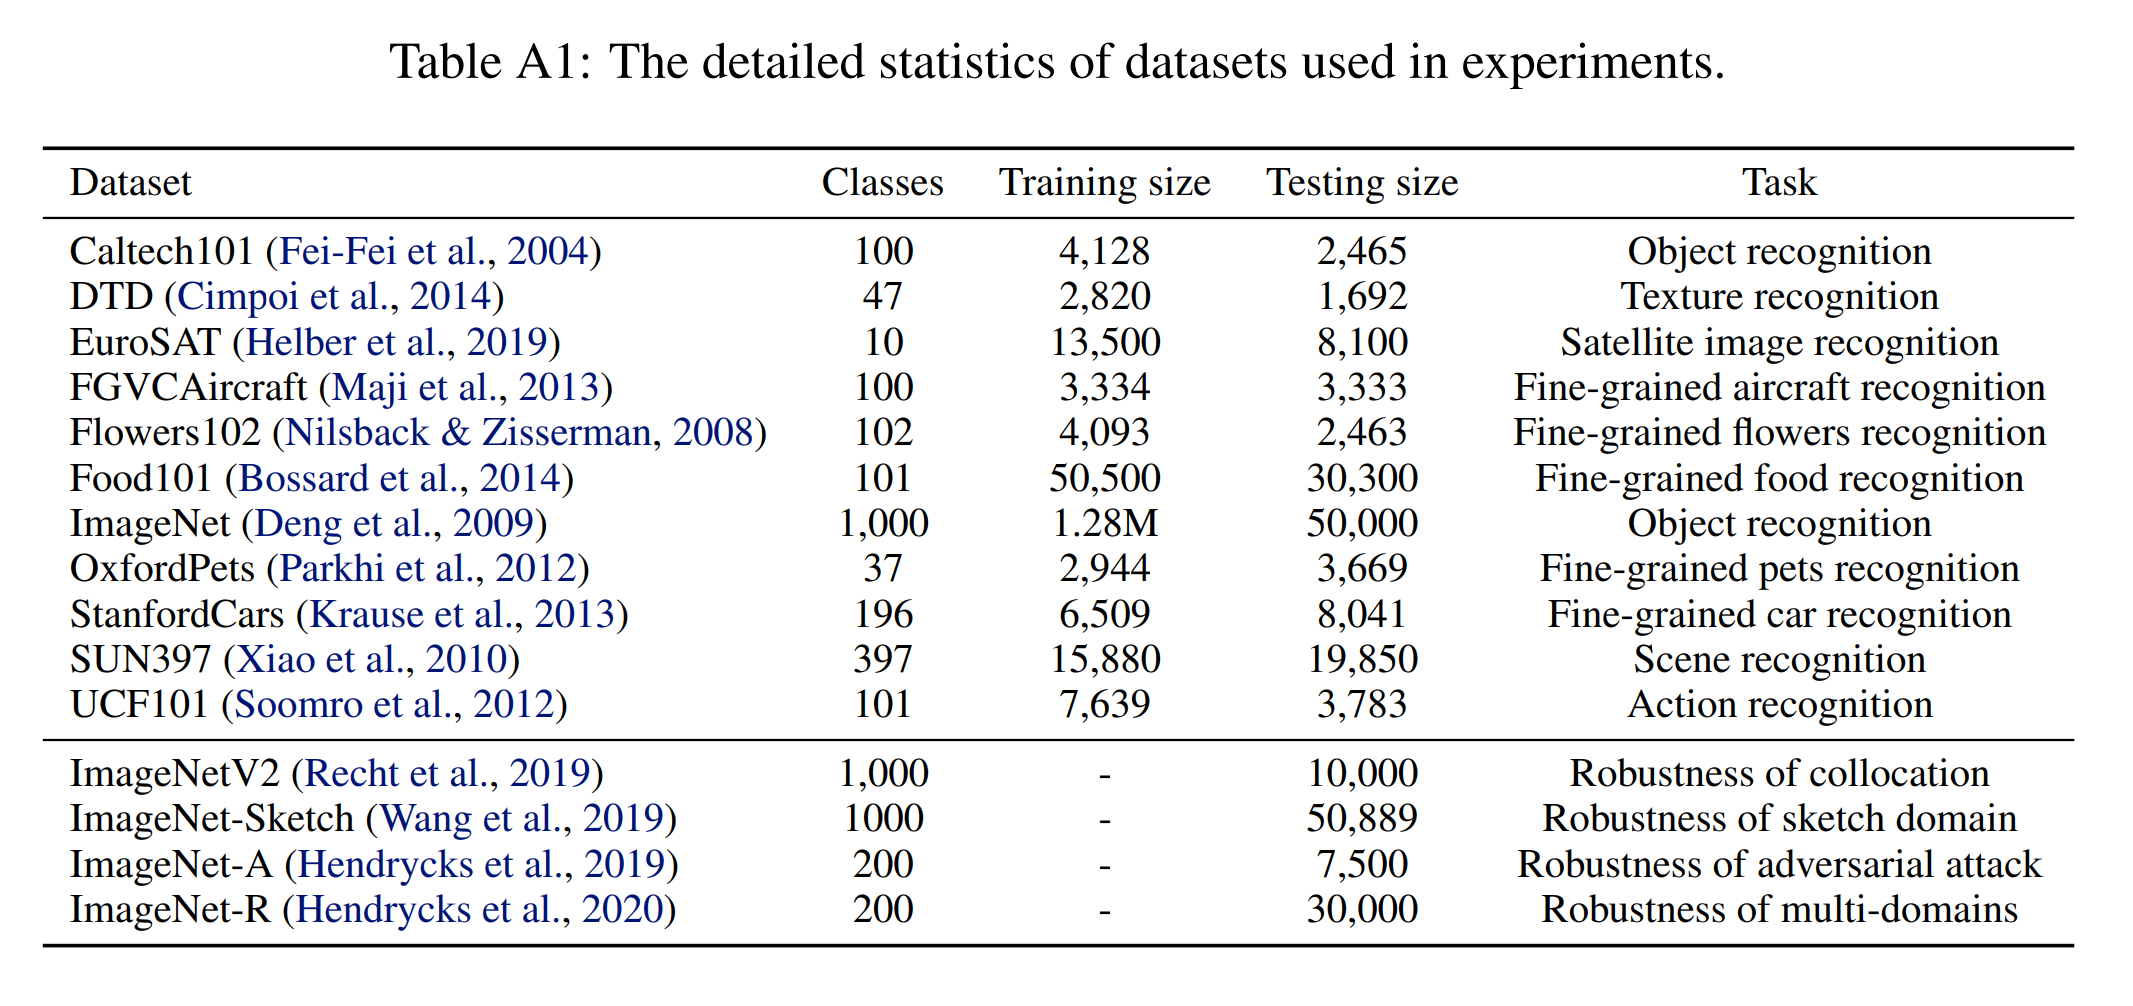 Table A1: The detailed statistics of datasets used in experiments.
Dataset Classes Training size Testing size Task
Caltech101 (Fei-Fei et al., 2004) 100 4,128 2,465 Object recognition
DTD (Cimpoi et al., 2014) 47 2,820 1,692 Texture recognition
EuroSAT (Helber et al., 2019) 10 13,500 8,100 Satellite image recognition
FGVCAircraft (Maji et al., 2013) 100 3,334 3,333 Fine-grained aircraft recognition
Flowers102 (Nilsback & Zisserman, 2008) 102 4,093 2,463 Fine-grained flowers recognition
Food101 (Bossard et al., 2014) 101 50,500 30,300 Fine-grained food recognition
ImageNet (Deng et al., 2009) 1,000 1.28M 50,000 Object recognition
OxfordPets (Parkhi et al., 2012) 37 2,944 3,669 Fine-grained pets recognition
StanfordCars (Krause et al., 2013) 196 6,509 8,041 Fine-grained car recognition
SUN397 (Xiao et al., 2010) 397 15,880 19,850 Scene recognition
UCF101 (Soomro et al., 2012) 101 7,639 3,783 Action recognition
ImageNetV2 (Recht et al., 2019) 1,000 - 10,000 Robustness of collocation
ImageNet-Sketch (Wang et al., 2019) 1000 - 50,889 Robustness of sketch domain
ImageNet-A (Hendrycks et al., 2019) 200 - 7,500 Robustness of adversarial attack
ImageNet-R (Hendrycks et al., 2020) 200 - 30,000 Robustness of multi-domains